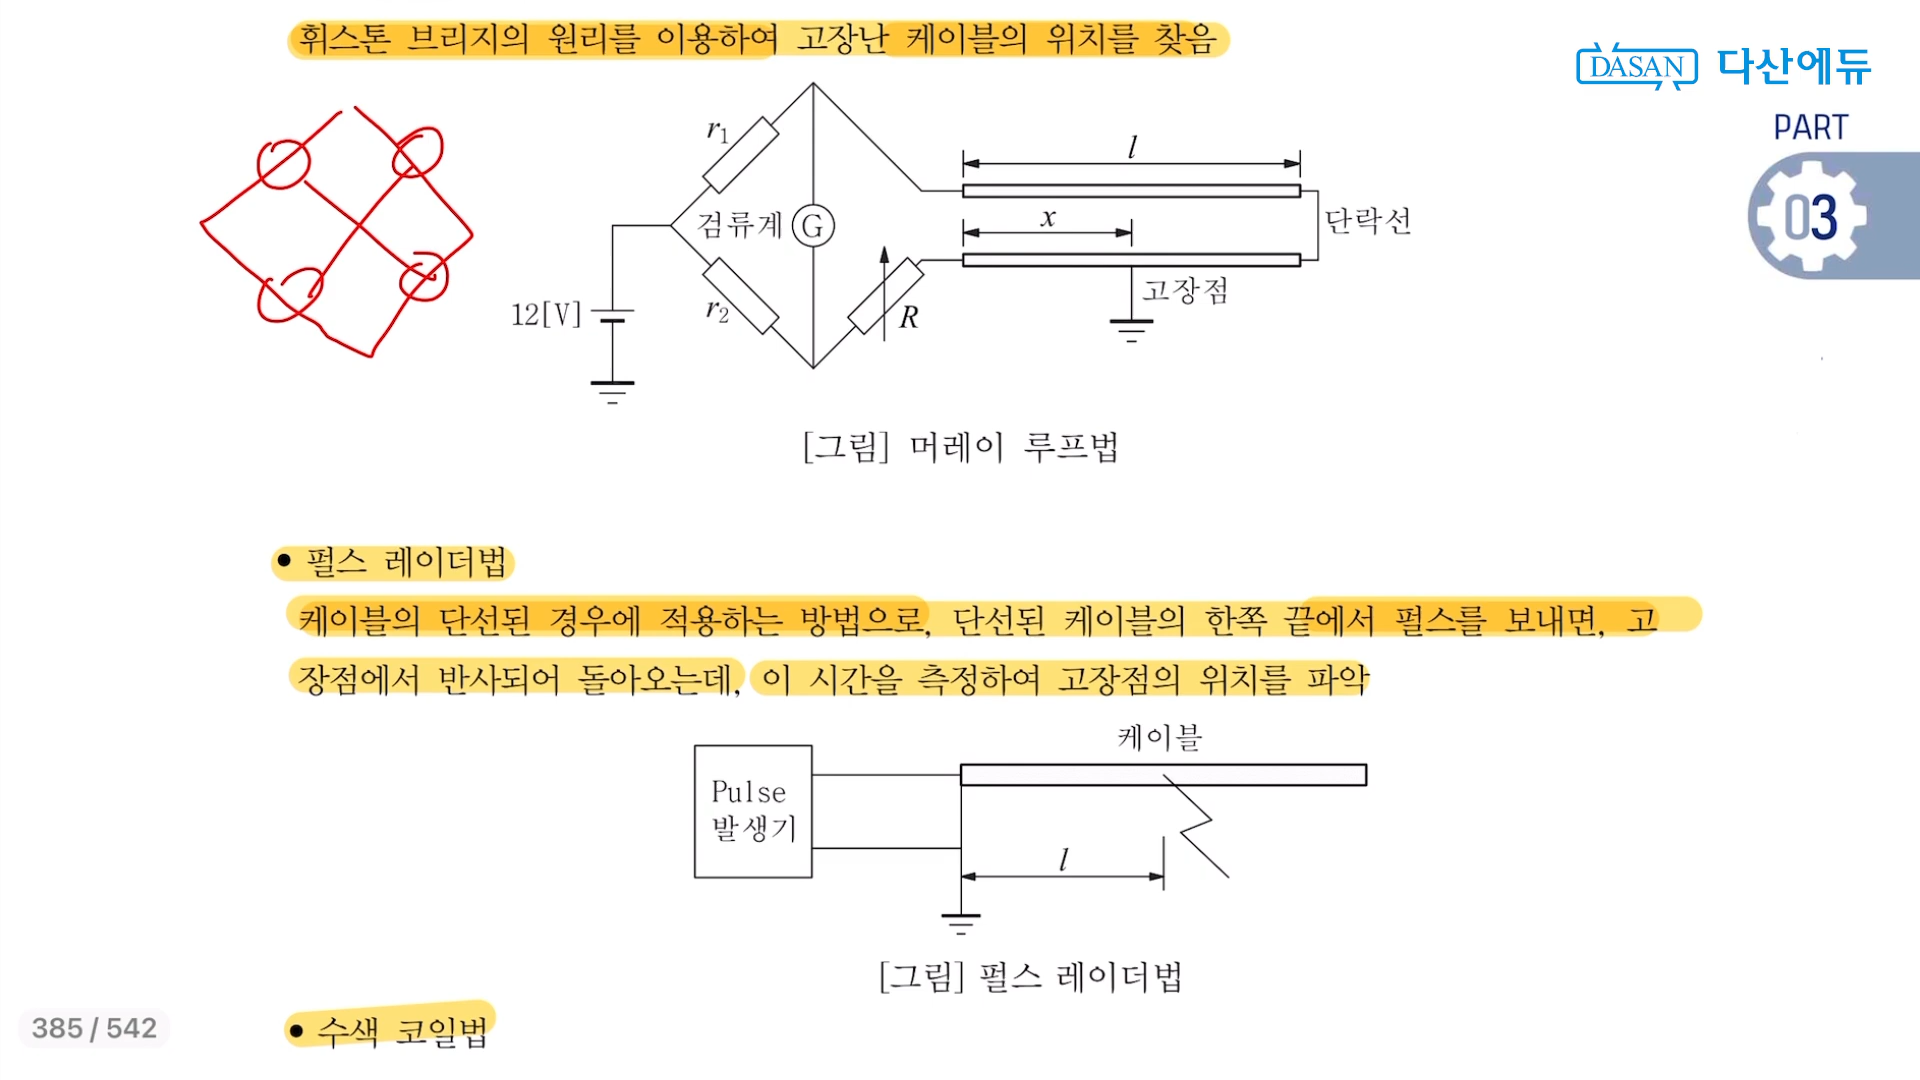 휘스톤 브리지의 원리를 이용하여 고장난 케이블의 위치를 찾음
DASAN 다산에듀
PART
03
r1
l
검류계 G
x
단락선
고장점
12[V]
r2
R
[그림] 머레이 루프법
• 펄스 레이더법
케이블의 단선된 경우에 적용하는 방법으로, 단선된 케이블의 한쪽 끝에서 펄스를 보내면, 고
장점에서 반사되어 돌아오는데, 이 시간을 측정하여 고장점의 위치를 파악
케이블
Pulse
발생기
l
[그림] 펄스 레이더법
385 / 542
• 수색 코일법